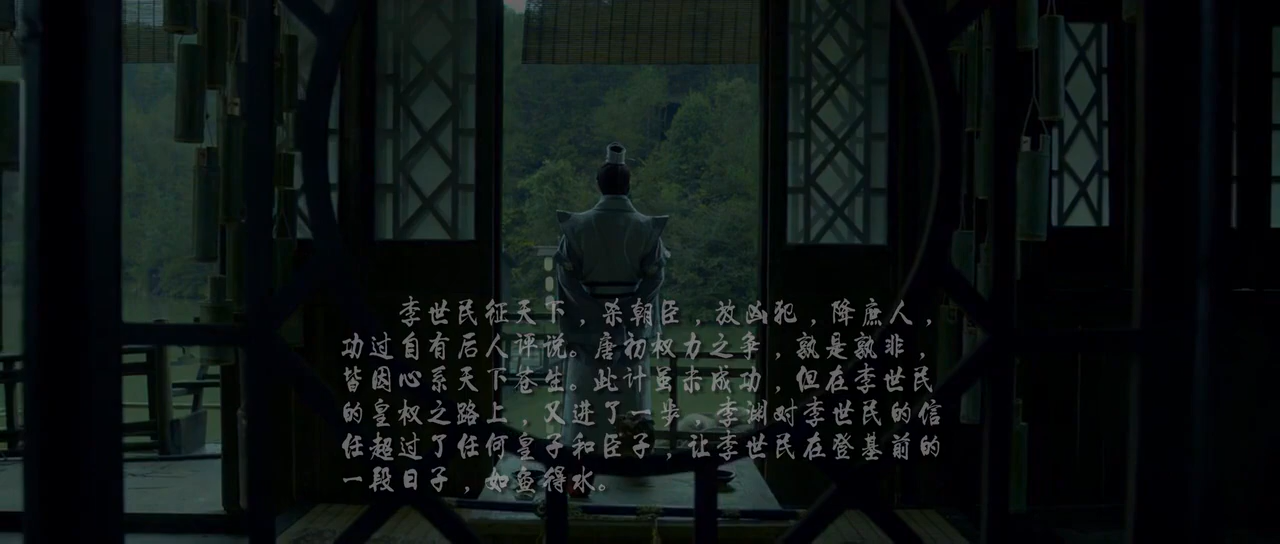 李世民征天下，杀朝臣，放凶犯，降庶人，
功过自有后人评说。唐初权力之争，孰是孰非，
皆因心系天下苍生。此计虽未成功，但在李世民
的皇权之路上，又进了一步，李渊对李世民的信
任超过了任何皇子和臣子，让李世民在登基前的
一段日子，如鱼得水。